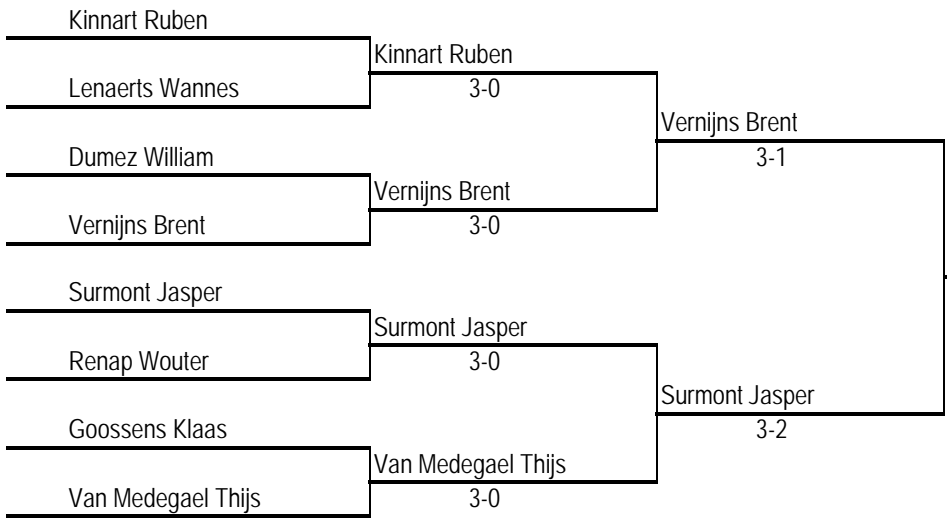 Kinnart Ruben
Lenaerts Wannes
Dumez William
Vernijns Brent
Surmont Jasper
Renap Wouter
Goossens Klaas
Van Medegael Thijs
Kinnart Ruben
3-0
Vernijns Brent
3-0
Surmont Jasper
3-0
Van Medegael Thijs
3-0
Vernijns Brent
3-1
Surmont Jasper
3-2